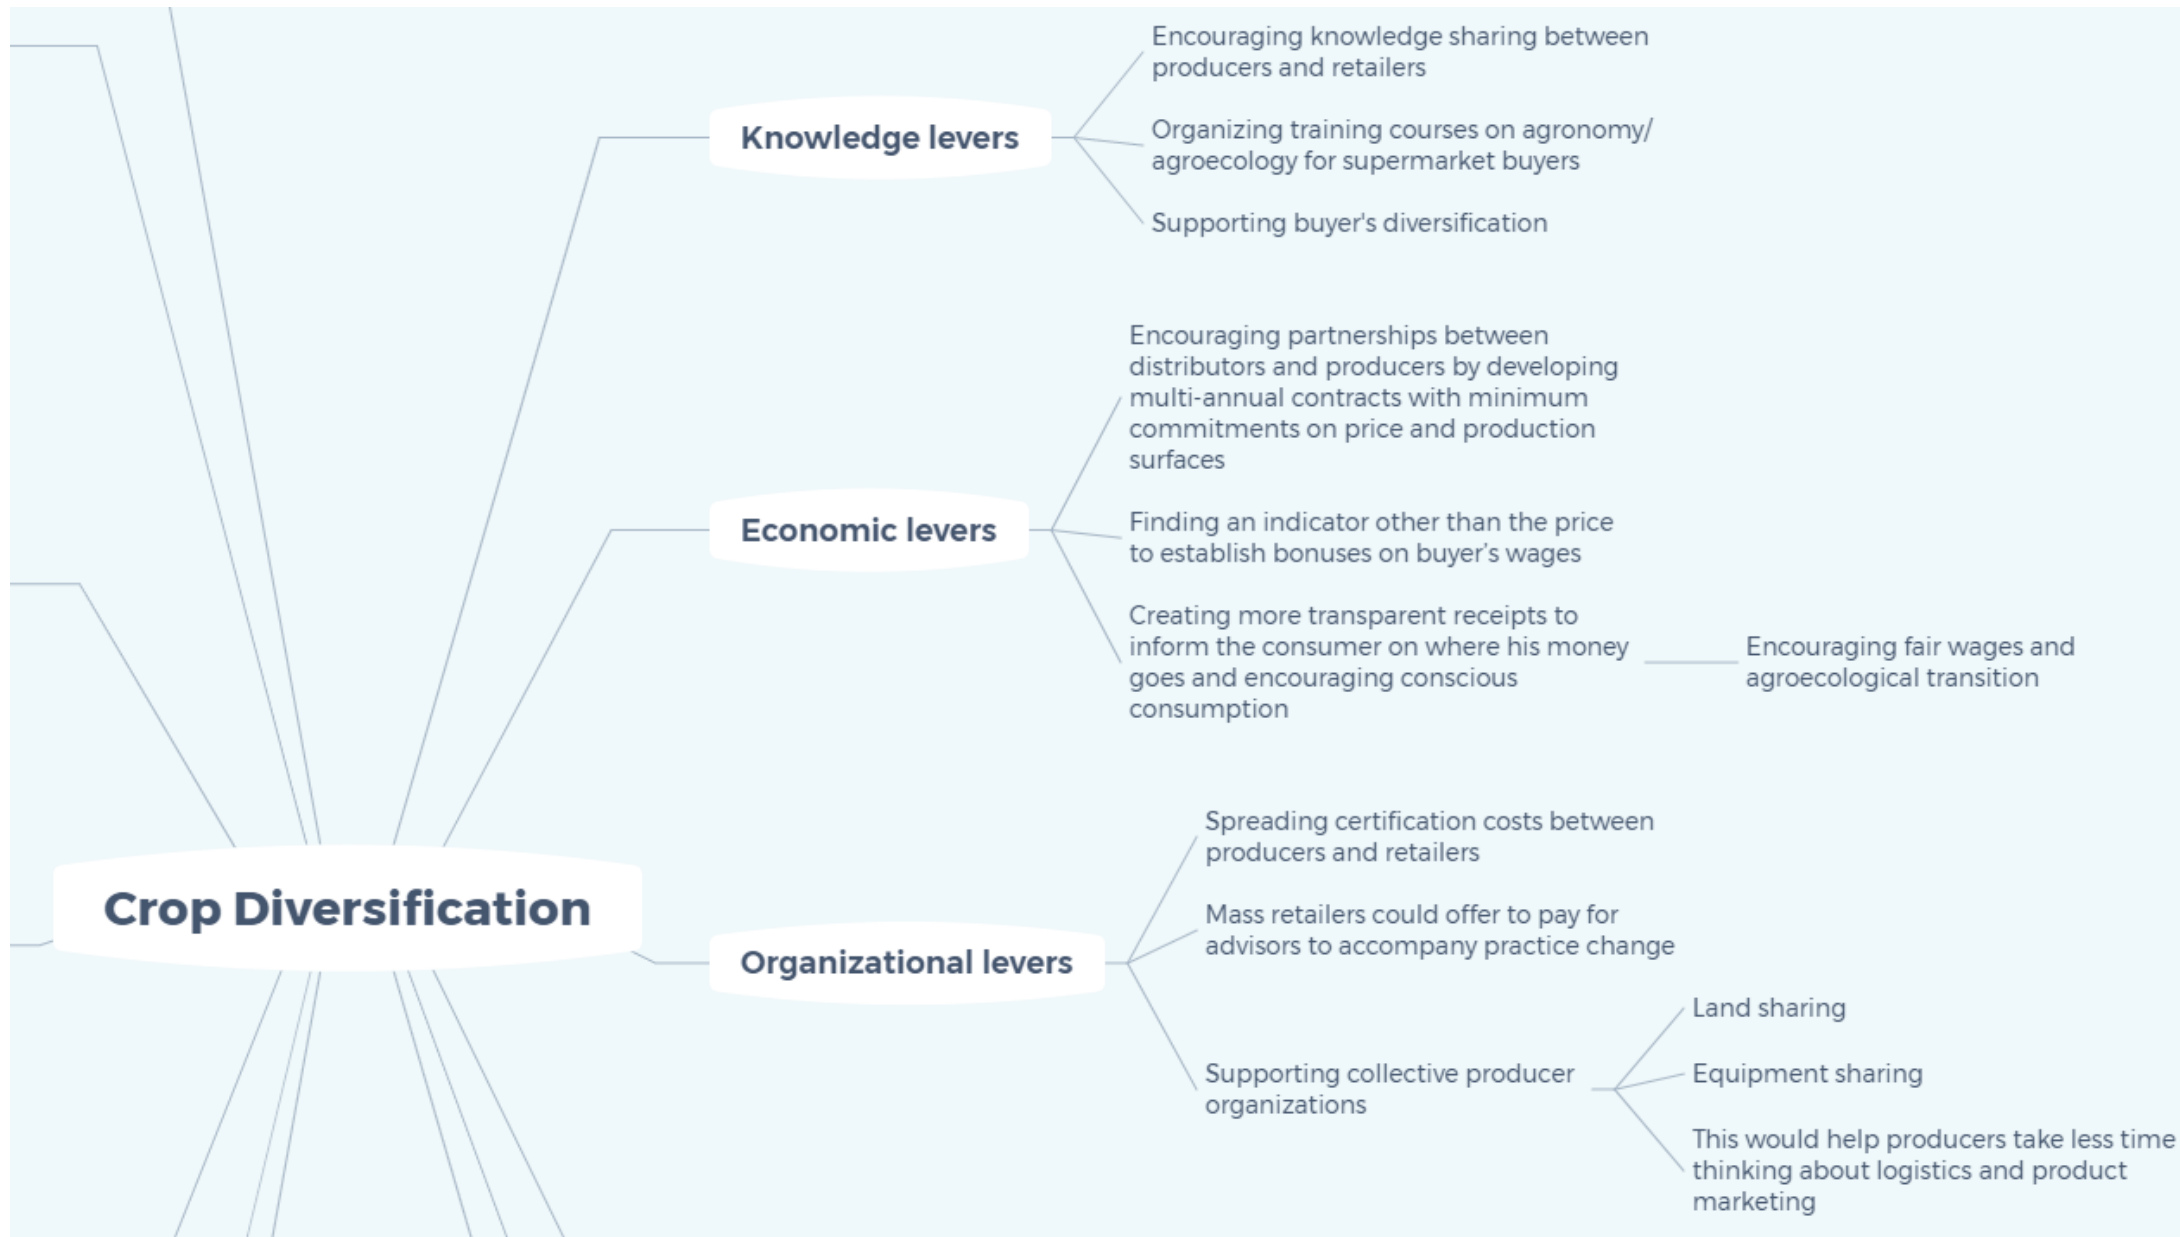 Encouraging knowledge sharing between
producers and retailers
Knowledge levers
Organizing training courses on agronomy/
agroecology for supermarket buyers
Supporting buyer's diversification
Encouraging partnerships between
distributors and producers by developing
multi-annual contracts with minimum
commitments on price and production
surfaces
Economic levers
Finding an indicator other than the price
to establish bonuses on buyer's wages
Creating more transparent receipts to
inform the consumer on where his money
goes and encouraging conscious
consumption
Encouraging fair wages and
agroecological transition
Crop Diversification
Organizational levers
Spreading certification costs between
producers and retailers
Mass retailers could offer to pay for
advisors to accompany practice change
Supporting collective producer
organizations
Land sharing
Equipment sharing
This would help producers take less time
thinking about logistics and product
marketing